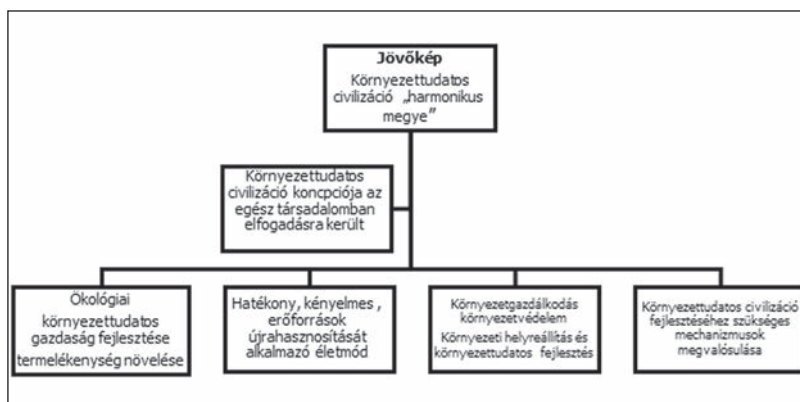 Jövőkép
Környezettudatos
civilizáció „harmonikus
megye”
Környezettudatos
civilizáció koncpciója az
egész társadalomban
elfogadásra került
Ökológiai
környezettudatos
gazdaság fejlesztése
termelékenység növelése
Hatékony, kényelmes ,
erőforrások
újrahasznosítását
alkalmazó életmód
Környezetgazdálkodás
környezetvédelem
Környezeti helyreállítás és
környezettudatos fejlesztés
Környezettudatos civilizáció
fejlesztéséhez szükséges
mechanizmusok
megvalósulása